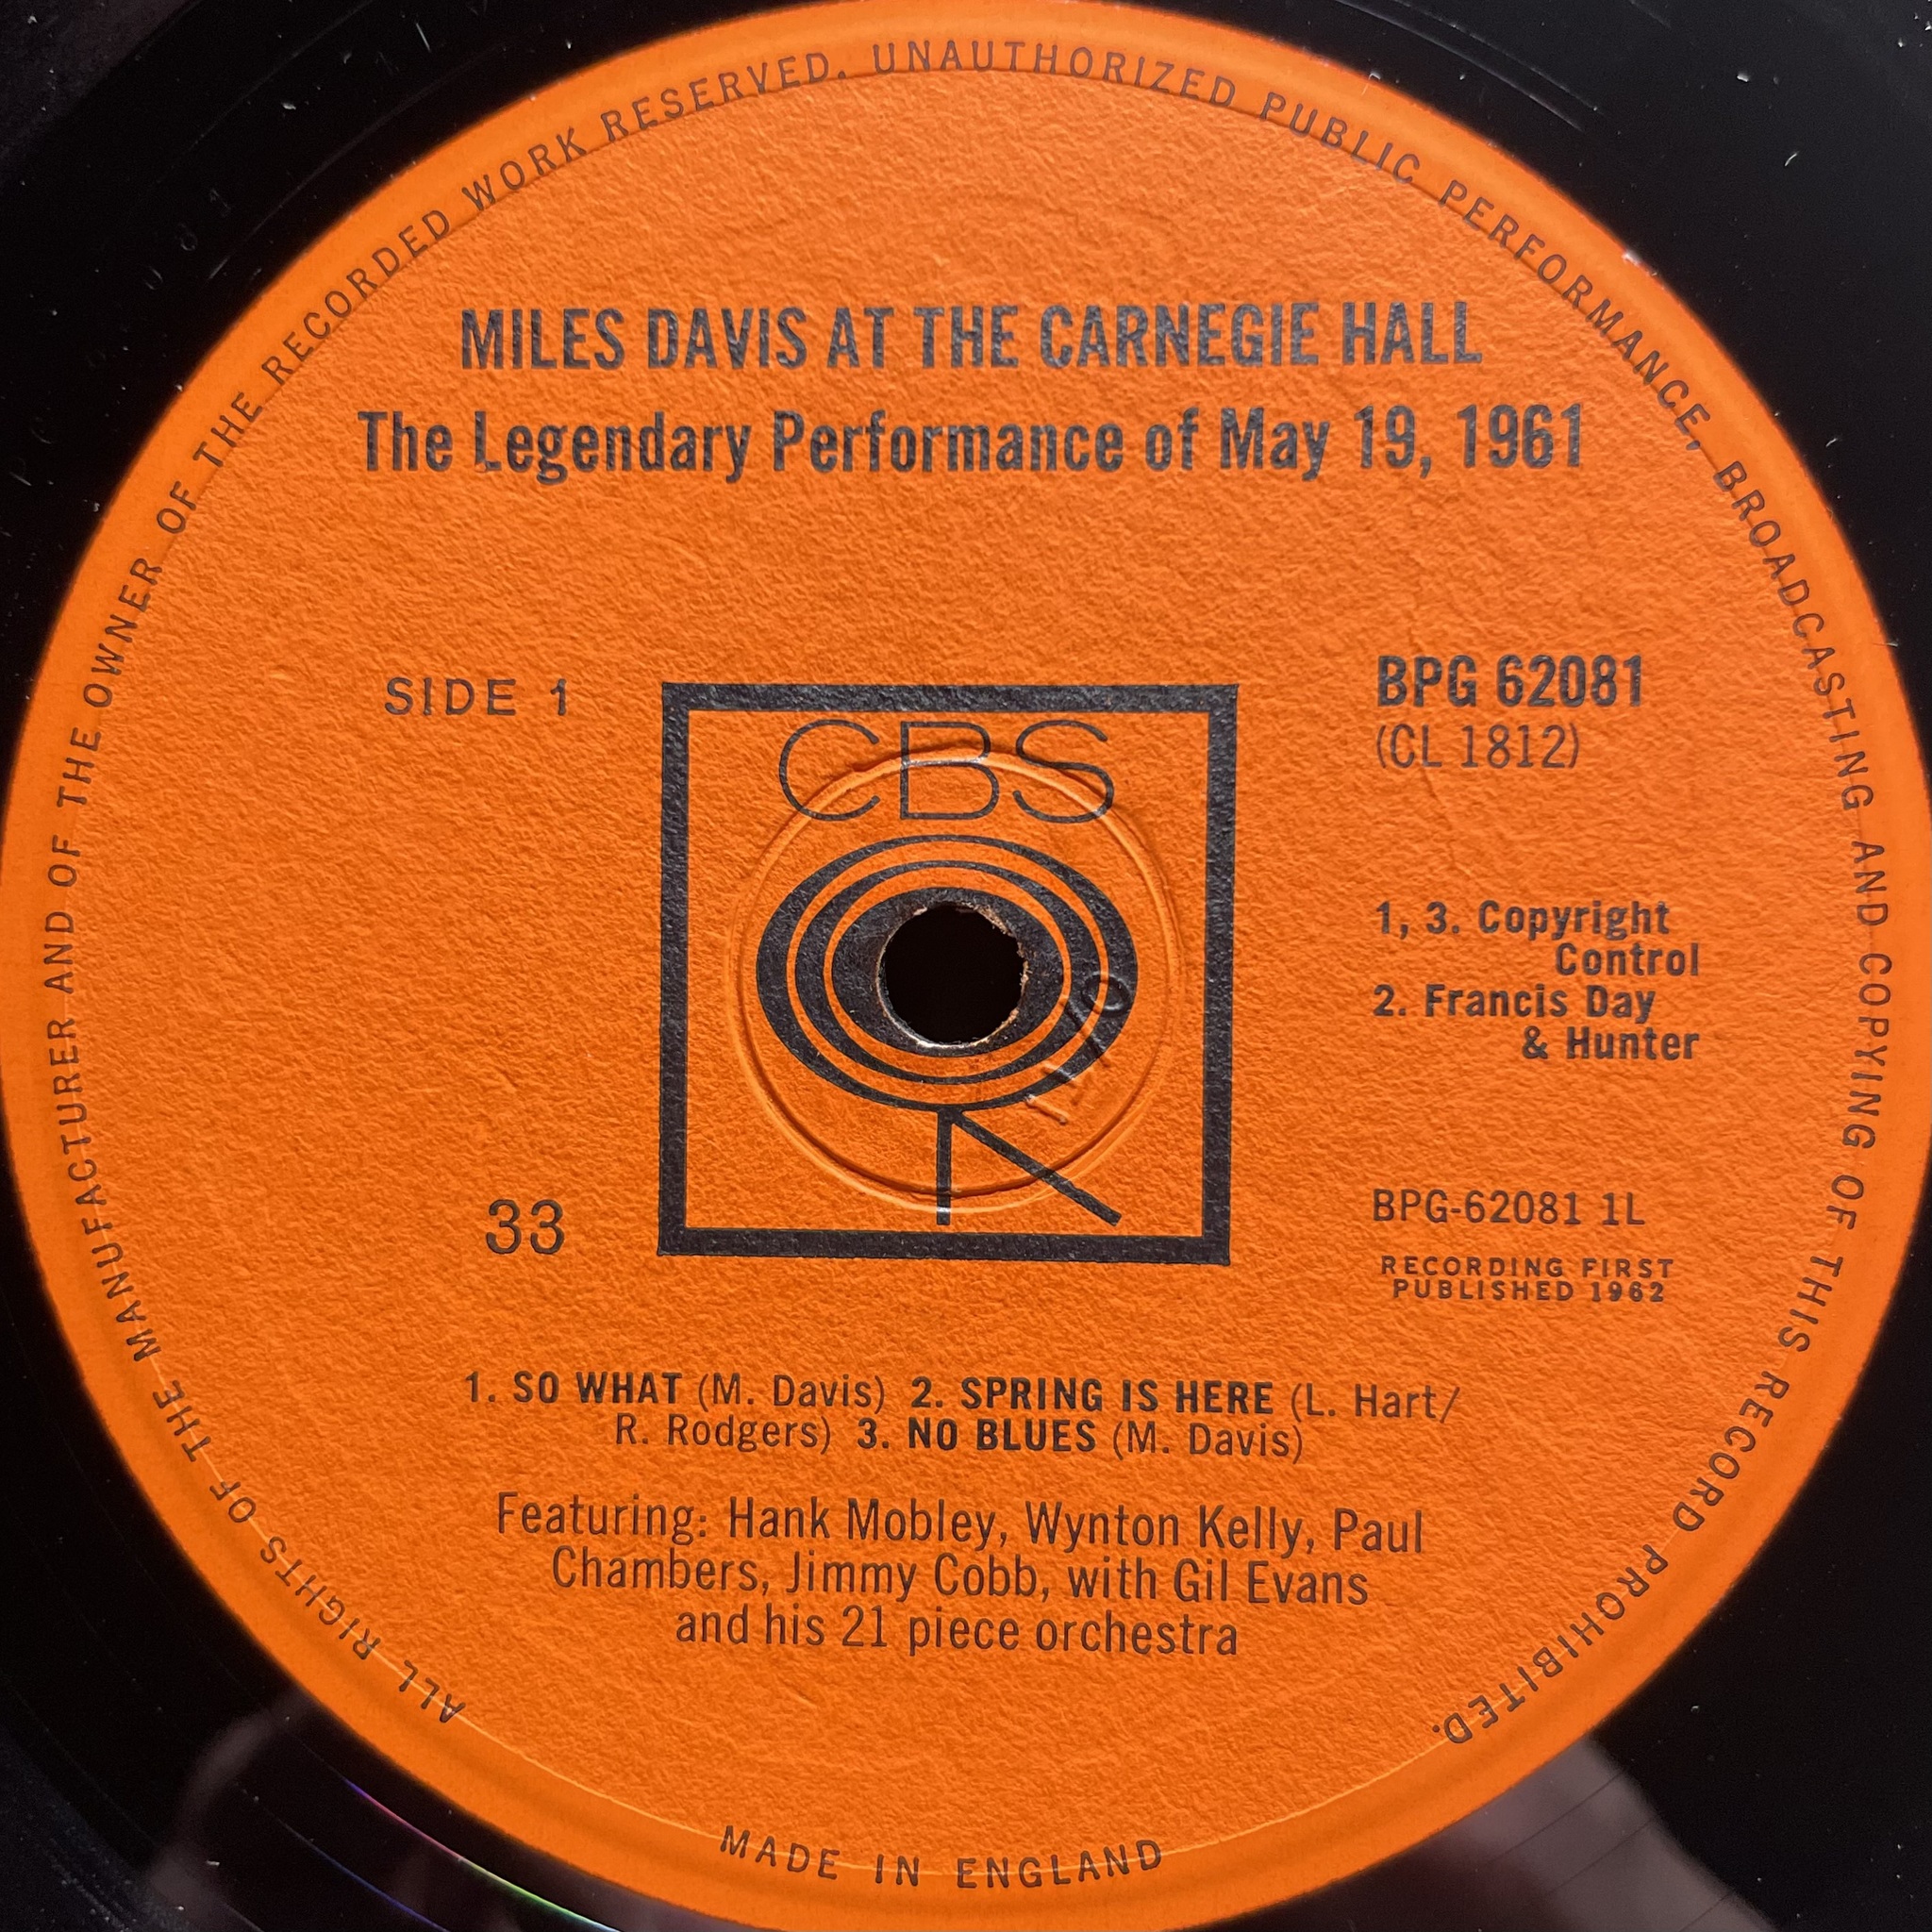 ALL RIGHTS OF THE MANUFACTURER AND OF THE OWNER OF THE RECORDED WORK RESERVED. UNAUTHORIZED PUBLIC PERFORMANCE, BROADCASTING AND COPYING OF THIS RECORD PROHIBITED.
MILES DAVIS AT THE CARNEGIE HALL
The Legendary Performance of May 19, 1961
SIDE 1
CBS
BPG 62081
(CL 1812)
1, 3. Copyright
Control
2. Francis Day
& Hunter
33
BPG-62081 1L
RECORDING FIRST
PUBLISHED 1962
1. SO WHAT (M. Davis) 2. SPRING IS HERE (L. Hart/
R. Rodgers) 3. NO BLUES (M. Davis)
Featuring: Hank Mobley, Wynton Kelly, Paul
Chambers, Jimmy Cobb, with Gil Evans
and his 21 piece orchestra
MADE IN ENGLAND